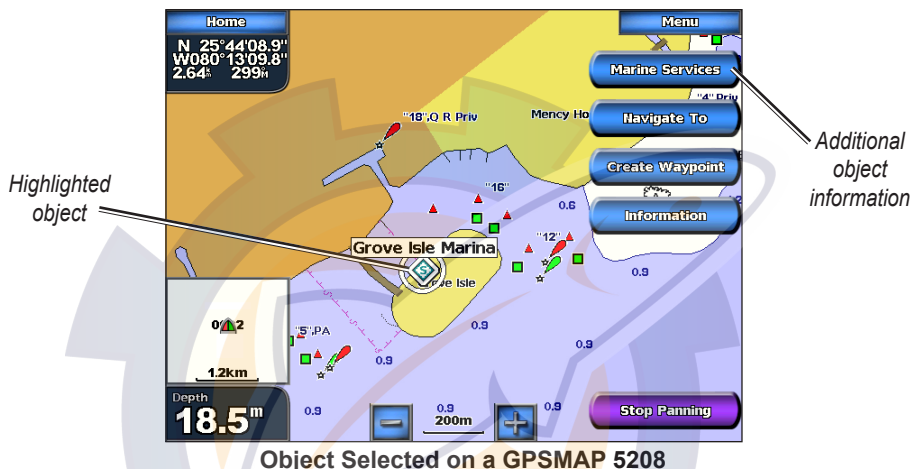 Home
Menu
N 25°44'08.9"
W080°13'09.8"
2.64 299°
Marine Services
"4" Priv
"18",Q R Priv
Mency Ho
Navigate To
Additional
object
information
Create Waypoint
Highlighted
object
"16"
0.6
Information
"12"
Grove Isle Marina
ve Isle
0.9
0.9
"5",PA
0.9
1.2km
Depth
18.5m
0.9
0.9
0.9
200m
Stop Panning
Object Selected on a GPSMAP 5208